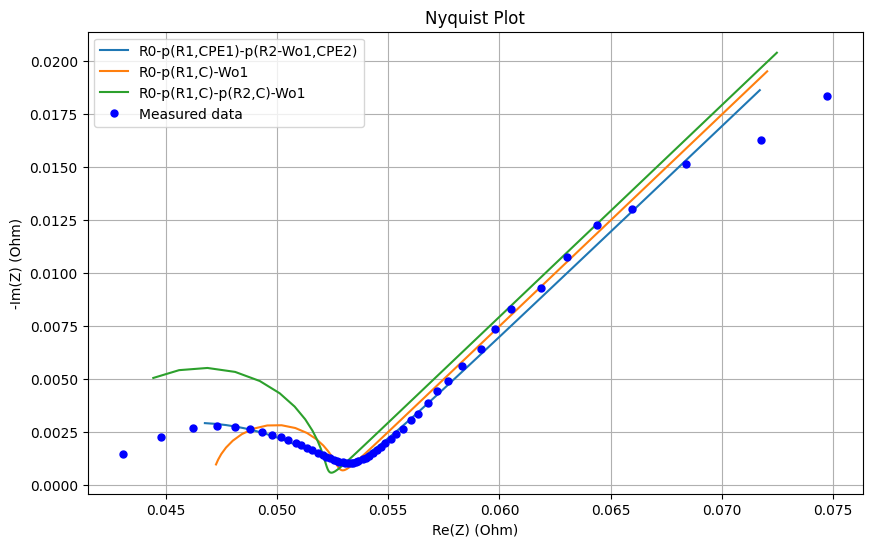 Nyquist Plot
R0-p(R1,CPE1)-p(R2-Wo1,CPE2)
R0-p(R1,C)-Wo1
R0-p(R1,C)-p(R2,C)-Wo1
Measured data
-Im(Z) (Ohm)
0.0200
0.0175
0.0150
0.0125
0.0100
0.0075
0.0050
0.0025
0.0000
0.045 0.050 0.055 0.060 0.065 0.070 0.075
Re(Z) (Ohm)